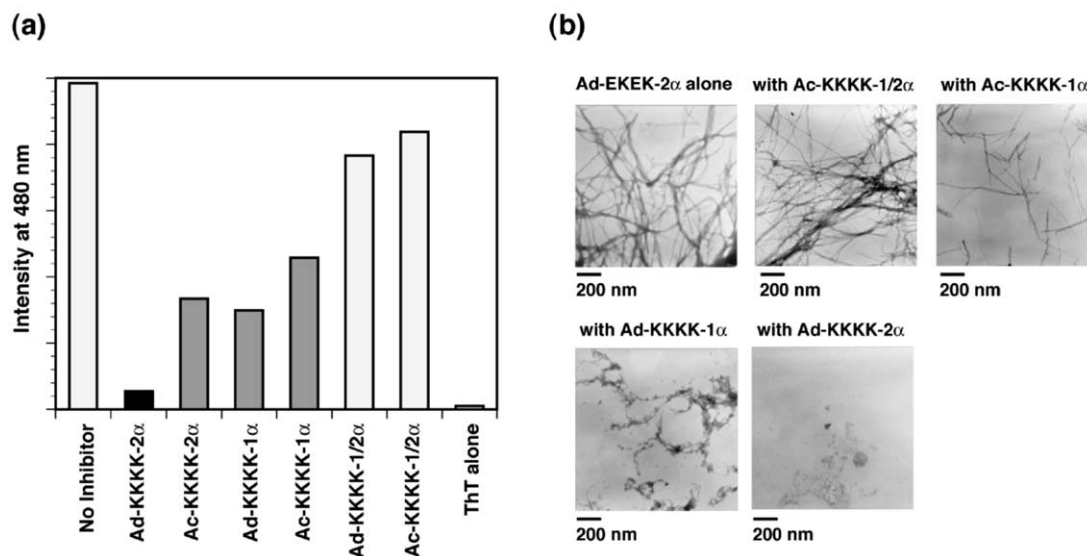 (a)
Intensity at 480 nm
No Inhibitor
Ad-KKKK-2α
Ac-KKKK-2α
Ad-KKKK-1α
Ac-KKKK-1α
Ad-KKKK-1/2α
Ac-KKKK-1/2α
ThT alone
(b)
Ad-EKEK-2α alone
with Ac-KKKK-1/2α
with Ac-KKKK-1α
200 nm
200 nm
200 nm
with Ad-KKKK-1α
with Ad-KKKK-2α
200 nm
200 nm